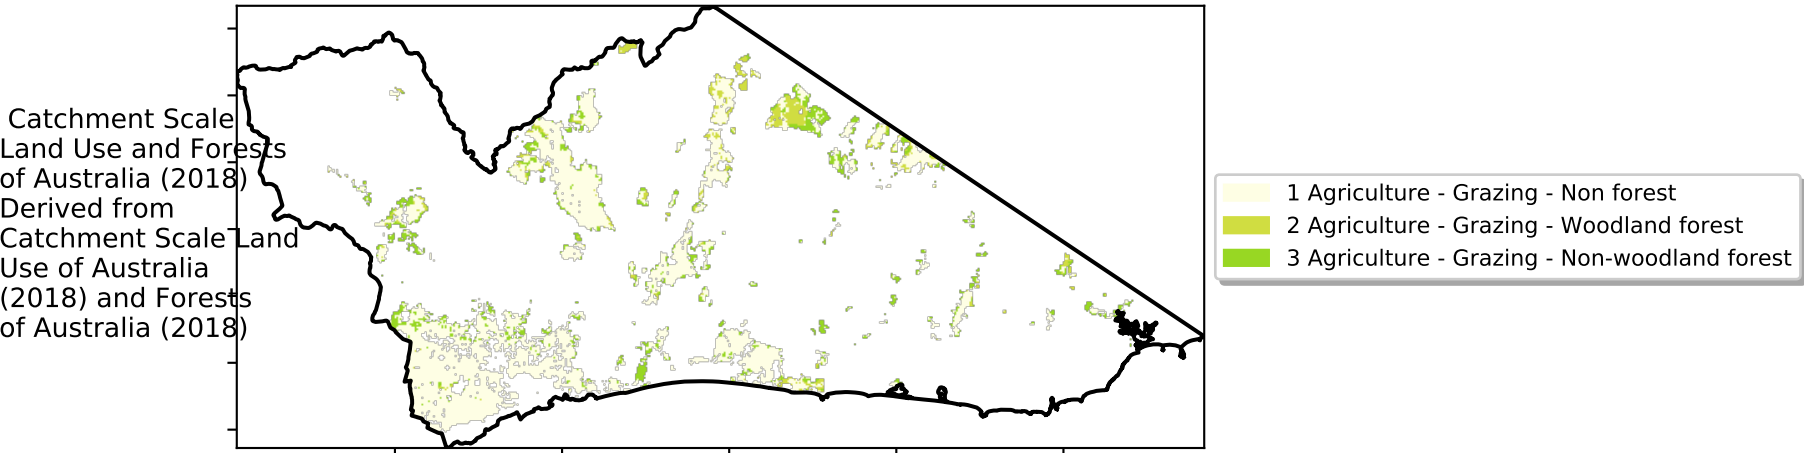 Catchment Scale
Land Use and Forests
of Australia (2018)
Derived from
Catchment Scale Land
Use of Australia
(2018) and Forests
of Australia (2018)
1 Agriculture - Grazing - Non forest
2 Agriculture - Grazing - Woodland forest
3 Agriculture - Grazing - Non-woodland forest